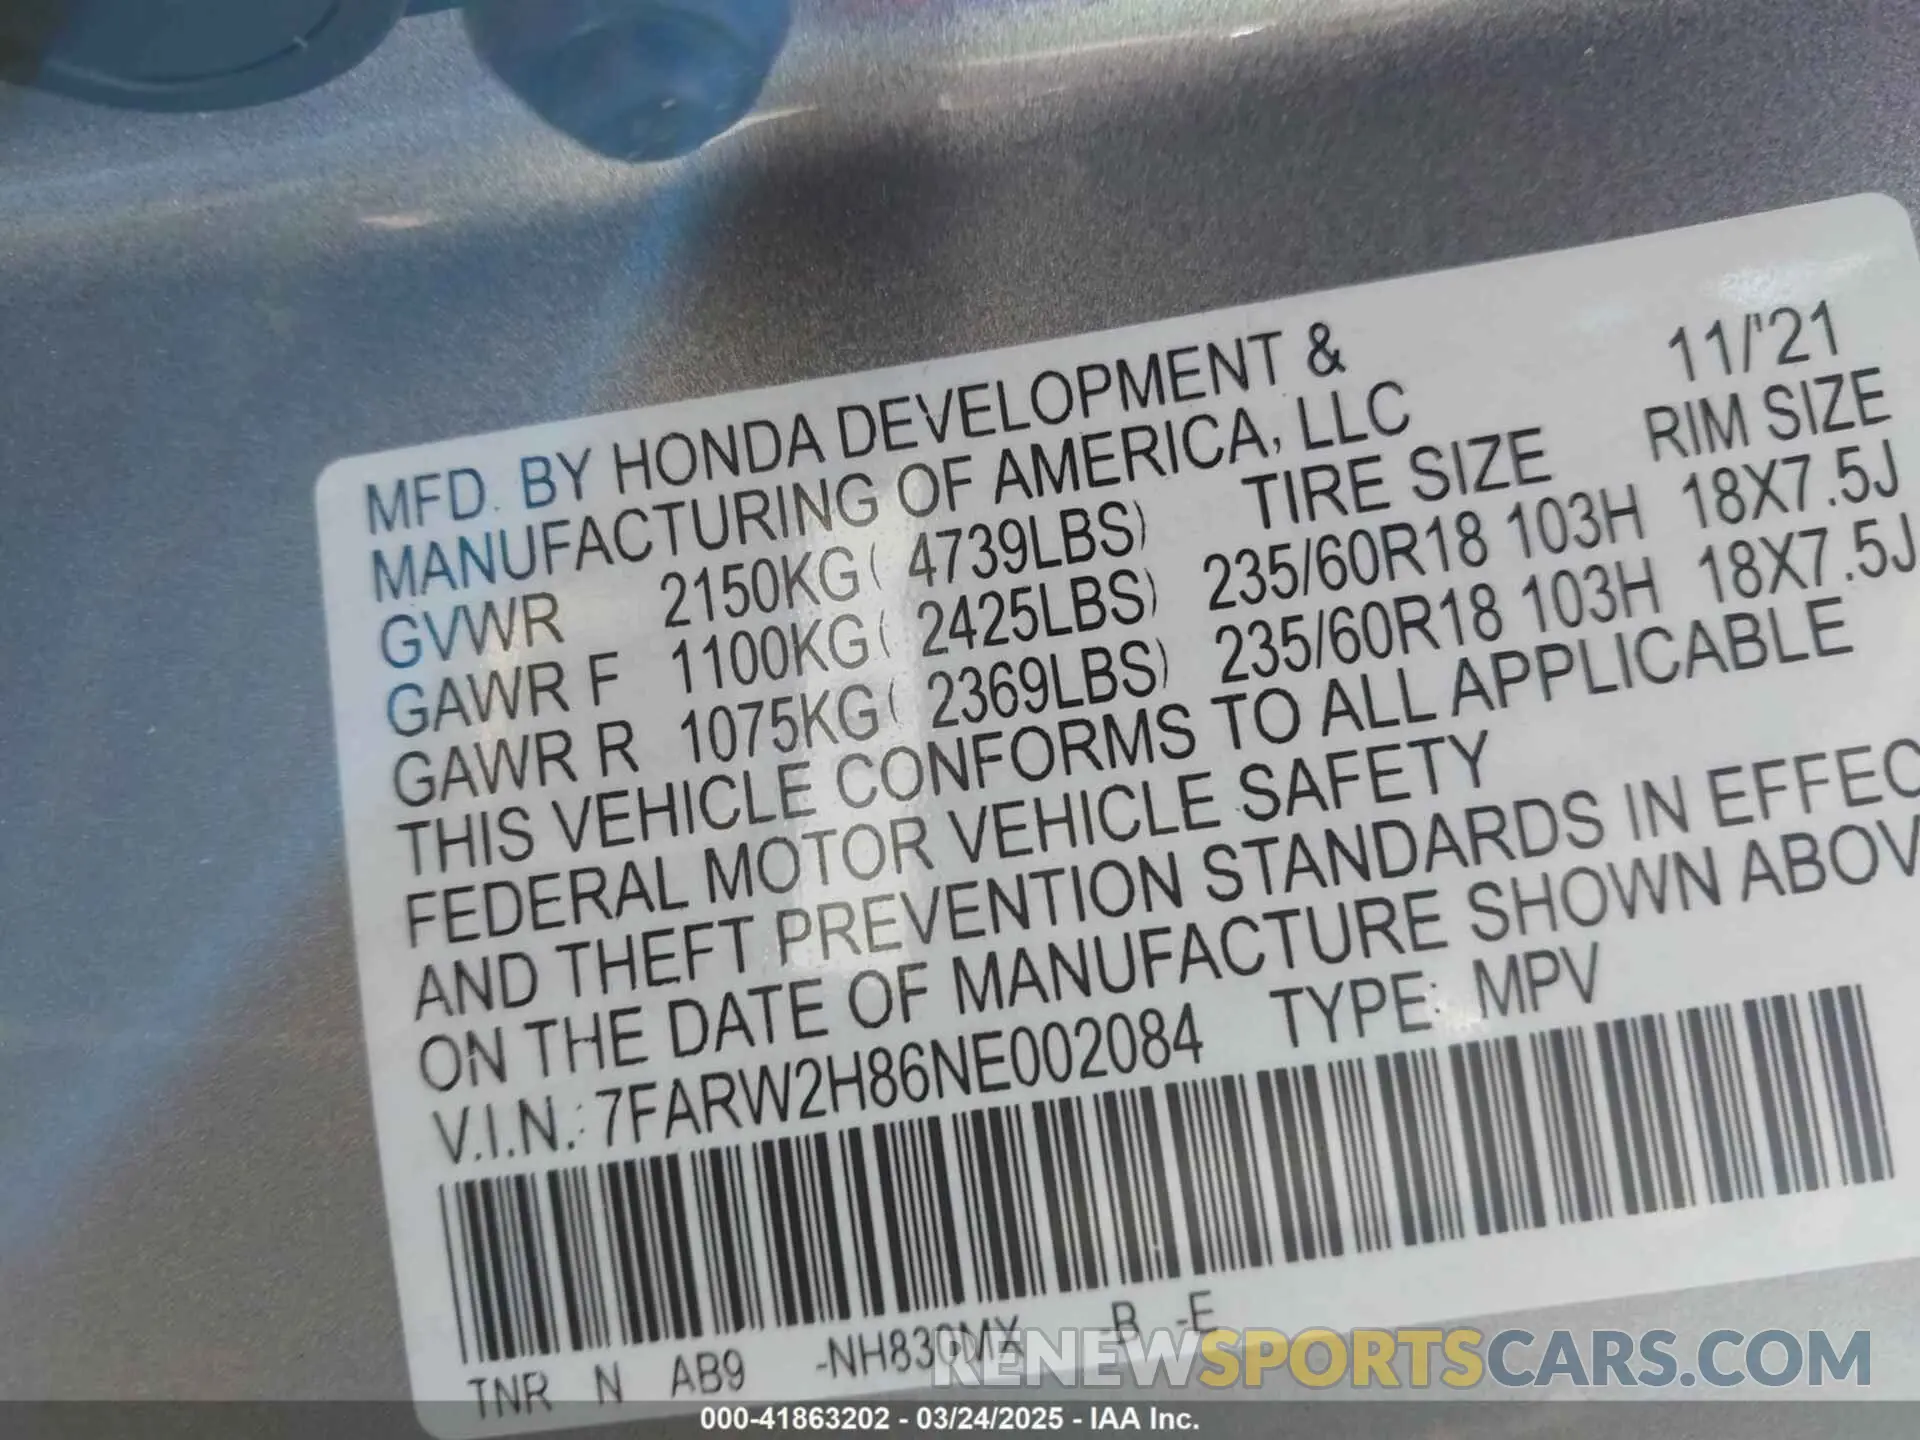 MFD. BY HONDA DEVELOPMENT & 11/'21
MANUFACTURING OF AMERICA, LLC RIM SIZE
GVWR 2150KG( 4739LBS) TIRE SIZE 18X7.5J
GAWR F 1100KG( 2425LBS) 235/60R18 103H 18X7.5J
GAWR R 1075KG( 2369LBS) 235/60R18 103H
THIS VEHICLE CONFORMS TO ALL APPLICABLE
FEDERAL MOTOR VEHICLE SAFETY
AND THEFT PREVENTION STANDARDS IN EFFEC
ON THE DATE OF MANUFACTURE SHOWN ABOV
V.I.N.: 7FARW2H86NE002084 TYPE: MPV
TNR N AB9 -NH830MX -B -E
RENEWSPORTSCARS.COM
000-41863202 - 03/24/2025 - IAA Inc.